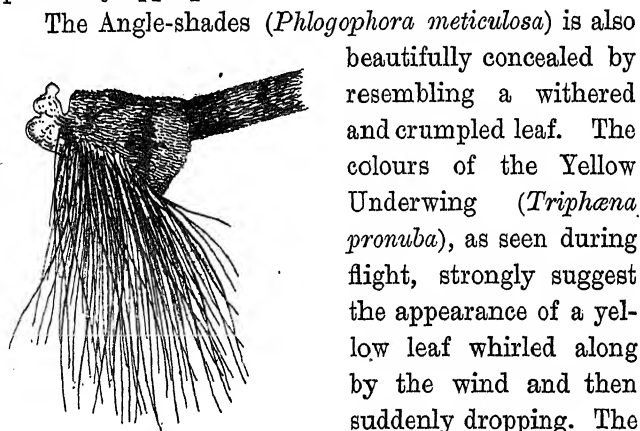 The Angle-shades (Phlogophora meticulosa) is also
beautifully concealed by
resembling a withered
and crumpled leaf. The
colours of the Yellow
Underwing (Triphæna
pronuba), as seen during
flight, strongly suggest
the appearance of a yel-
low leaf whirled along
by the wind and then
suddenly dropping. The